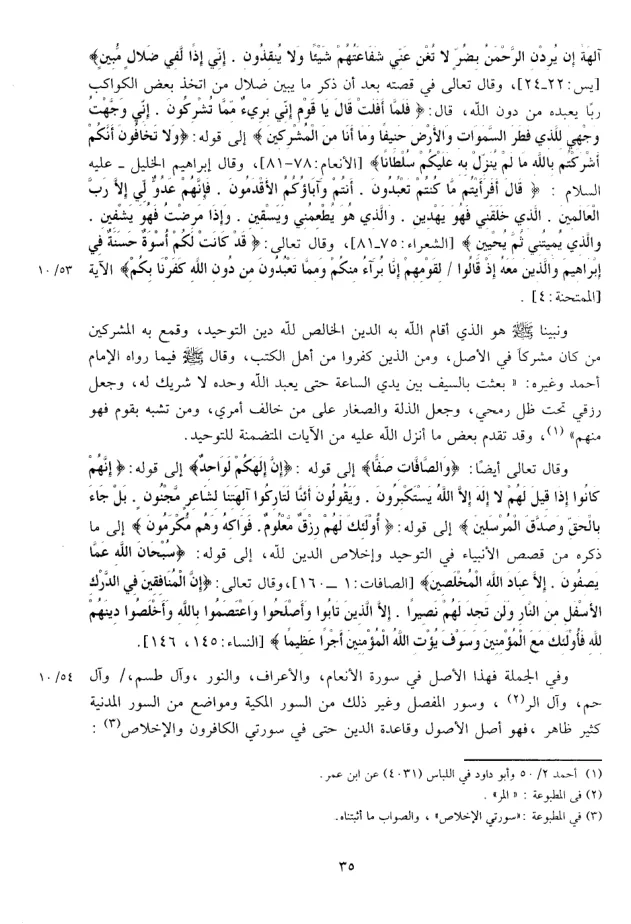 آلِهَةً إِن يُرِدْنِ الرَّحْمَنُ بِضُرٍّ لاَّ تُغْنِ عَنِّي شَفَاعَتُهُمْ شَيْئًا وَلا يُنقِذُونِ . إِنِّي إِذًا لَّفِي ضَلالٍ مُّبِينٍ﴾
[يس:٢٢-٢٤]، وقال تعالى في قصته بعد أن ذكر ما يبين ضلال من اتخذ بعض الكواكب
ربًا يعبده من دون الله، قال:﴿ فَلَمَّا أَفَلَتْ قَالَ يَا قَوْمِ إِنِّي بَرِيءٌ مِّمَّا تُشْرِكُونَ . إِنِّي وَجَّهْتُ
وَجْهِيَ لِلَّذِي فَطَرَ السَّمَوَاتِ وَالأَرْضَ حَنِيفًا وَمَا أَنَا مِنَ الْمُشْرِكِينَ ﴾ إلى قوله:﴿وَلا تَخَافُونَ أَنَّكُمْ
أَشْرَكْتُم بِاللَّهِ مَا لَمْ يُنَزِّلْ بِهِ عَلَيْكُمْ سُلْطَانًا﴾ [الأنعام:٧٨-٨١]، وقال إبراهيم الخليل ـ عليه
السلام : ﴿ قَالَ أَفَرَأَيْتُم مَّا كُنتُمْ تَعْبُدُونَ . أَنتُمْ وَآبَاؤُكُمُ الأَقْدَمُونَ . فَإِنَّهُمْ عَدُوٌّ لِّي إِلاَّ رَبَّ
الْعَالَمِينَ . الَّذِي خَلَقَنِي فَهُوَ يَهْدِينِ . وَالَّذِي هُوَ يُطْعِمُنِي وَيَسْقِينِ . وَإِذَا مَرِضْتُ فَهُوَ يَشْفِينِ .
وَالَّذِي يُمِيتُنِي ثُمَّ يُحْيِينِ ﴾ [الشعراء:٧٥-٨١]، وقال تعالى:﴿ قَدْ كَانَتْ لَكُمْ أُسْوَةٌ حَسَنَةٌ فِي
إِبْرَاهِيمَ وَالَّذِينَ مَعَهُ إِذْ قَالُوا / لِقَوْمِهِمْ إِنَّا بُرَآءُ مِنكُمْ وَمِمَّا تَعْبُدُونَ مِن دُونِ اللَّهِ كَفَرْنَا بِكُمْ﴾ الآية ١٠/٥٣
[الممتحنة:٤] .
ونبينا ﷺ هو الذي أقام الله به الدين الخالص لله دين التوحيد، وقمع به المشركين
من كان مشركاً في الأصل، ومن الذين كفروا من أهل الكتب، وقال ﷺ فيما رواه الإمام
أحمد وغيره: « بعثت بالسيف بين يدي الساعة حتى يعبد الله وحده لا شريك له، وجعل
رزقي تحت ظل رمحي، وجعل الذلة والصغار على من خالف أمري، ومن تشبه بقوم فهو
منهم» (١)، وقد تقدم بعض ما أنزل الله عليه من الآيات المتضمنة للتوحيد.
وقال تعالى أيضًا: ﴿وَالصَّافَّاتِ صَفًّا﴾ إلى قوله :﴿إِنَّ إِلَهَكُمْ لَوَاحِدٌ﴾ إلى قوله:﴿ إِنَّهُمْ
كَانُوا إِذَا قِيلَ لَهُمْ لا إِلَهَ إِلاَّ اللَّهُ يَسْتَكْبِرُونَ . وَيَقُولُونَ أَئِنَّا لَتَارِكُوا آلِهَتِنَا لِشَاعِرٍ مَّجْنُونٍ . بَلْ جَاءَ
بِالْحَقِّ وَصَدَّقَ الْمُرْسَلِينَ ﴾ إلى قوله:﴿ أُوْلَئِكَ لَهُمْ رِزْقٌ مَّعْلُومٌ. فَوَاكِهُ وَهُم مُّكْرَمُونَ ﴾ إلى ما
ذكره من قصص الأنبياء في التوحيد وإخلاص الدين لله، إلى قوله: ﴿سُبْحَانَ اللَّهِ عَمَّا
يَصِفُونَ . إِلاَّ عِبَادَ اللَّهِ الْمُخْلَصِينَ﴾ [الصافات:١ ـ ١٦٠]،وقال تعالى:﴿إِنَّ الْمُنَافِقِينَ فِي الدَّرْكِ
الأَسْفَلِ مِنَ النَّارِ وَلَن تَجِدَ لَهُمْ نَصِيرًا . إِلاَّ الَّذِينَ تَابُوا وَأَصْلَحُوا وَاعْتَصَمُوا بِاللَّهِ وَأَخْلَصُوا دِينَهُمْ
لِلَّهِ فَأُوْلَئِكَ مَعَ الْمُؤْمِنِينَ وَسَوْفَ يُؤْتِ اللَّهُ الْمُؤْمِنِينَ أَجْرًا عَظِيمًا ﴾ [النساء:١٤٥، ١٤٦].
وفي الجملة فهذا الأصل في سورة الأنعام، والأعراف، والنور ،وآل طسم،/ وآل ١٠/٥٤
حم، وآل الر(٢) ، وسور المفصل وغير ذلك من السور المكية ومواضع من السور المدنية
كثير ظاهر ،فهو أصل الأصول وقاعدة الدين حتى في سورتي الكافرون والإخلاص(٣) :
(١) أحمد ٢/ ٥٠ وأبو داود في اللباس (٤٠٣١) عن ابن عمر.
(٢) فى المطبوعة : « المر» .
(٣) في المطبوعة :«سورتي الإخلاص» ، والصواب ما أثبتناه.
٣٥